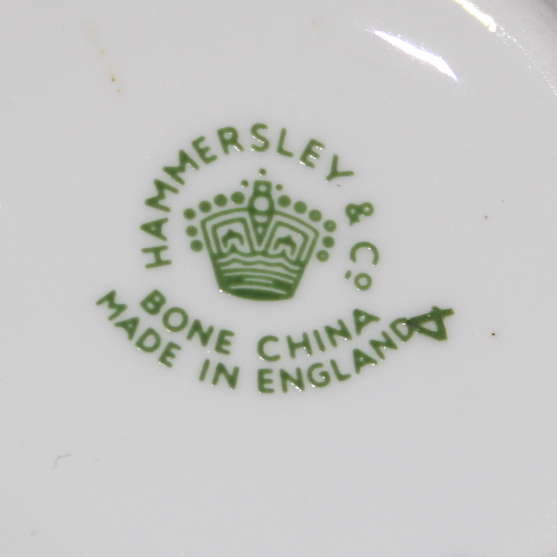 HAMMERSLEY & Co
BONE CHINA
MADE IN ENGLAND